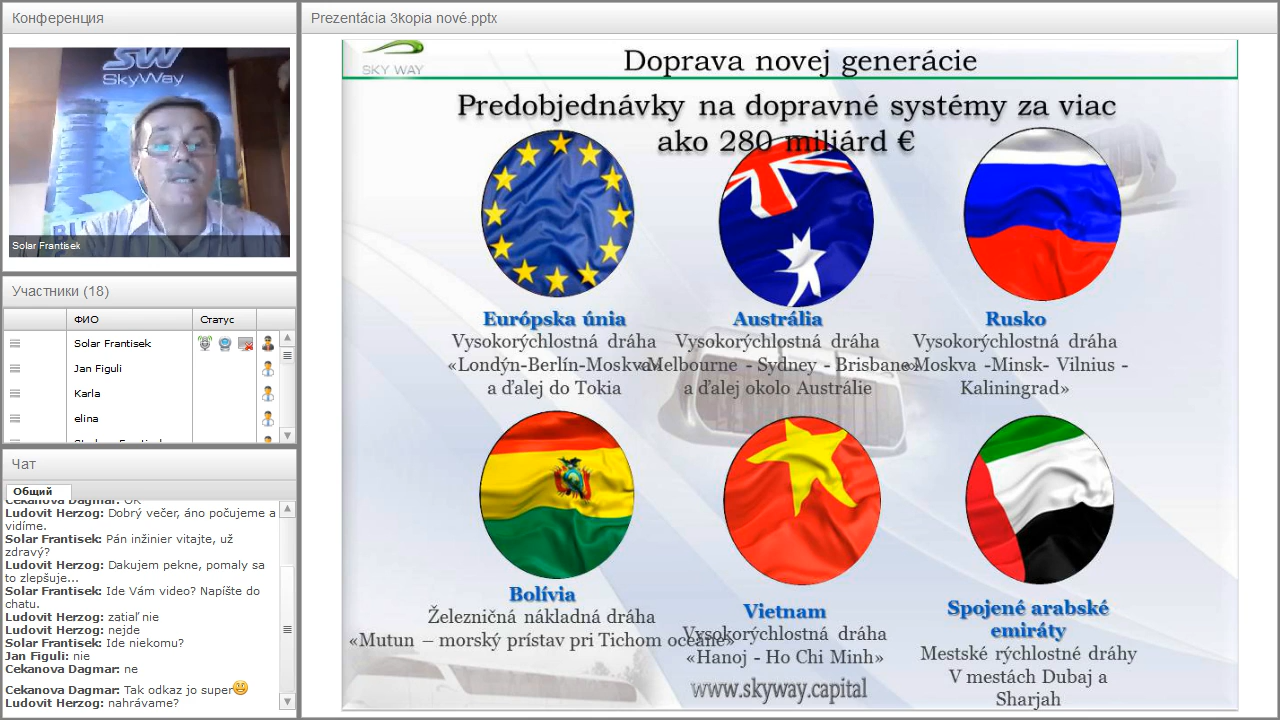 Конференция
SW
SkyWay
Solar Frantisek
Участники (18)
ФИО
Статус
Solar Frantisek
Jan Figuli
Karla
elina
Чат
Общий
Cekanova Dagmar: OK
Ludovit Herzog: Dobrý večer, áno počujeme a
vidíme.
Solar Frantisek: Pán inžinier vitajte, už
zdravý?
Ludovit Herzog: Dakujem pekne, pomaly sa
to zlepšuje...
Solar Frantisek: Ide Vám video? Napíšte do
chatu.
Ludovit Herzog: zatiaľ nie
Ludovit Herzog: nejde
Solar Frantisek: Ide niekomu?
Jan Figuli: nie
Cekanova Dagmar: ne
Cekanova Dagmar: Tak odkaz jo super
Ludovit Herzog: nahrávame?
Prezentácia 3kopia nové.pptx
SKY WAY
Doprava novej generácie
Predobjednávky na dopravné systémy za viac
ako 280 miliárd €
Európska únia
Vysokorýchlostná dráha
«Londýn-Berlín-Moskva»
a ďalej do Tokia
Austrália
Vysokorýchlostná dráha
«Melbourne - Sydney - Brisbane»
a ďalej okolo Austrálie
Rusko
Vysokorýchlostná dráha
«Moskva -Minsk- Vilnius -
Kaliningrad»
Bolívia
Železničná nákladná dráha
«Mutun – morský prístav pri Tichom oceáne»
Vietnam
Vysokorýchlostná dráha
«Hanoj - Ho Chi Minh»
Spojené arabské
emiráty
Mestské rýchlostné dráhy
V mestách Dubaj a
Sharjah
www.skyway.capital